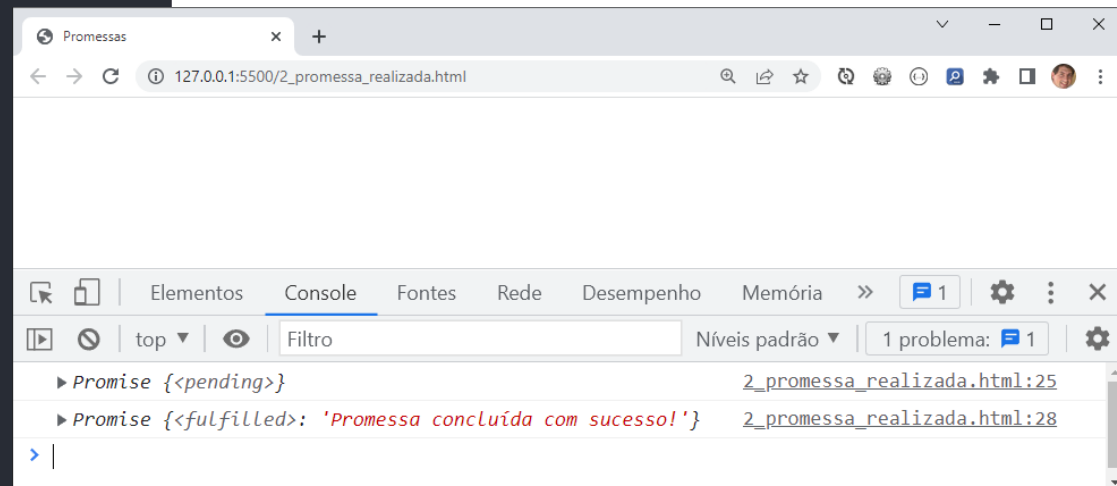 Promessas
127.0.0.1:5500/2_promessa_realizada.html
Elementos Console Fontes Rede Desempenho Memória 1
top Filtro Níveis padrão 1 problema: 1
Promise {<pending>} 2_promessa_realizada.html:25
Promise {<fulfilled>: 'Promessa concluída com sucesso!'} 2_promessa_realizada.html:28